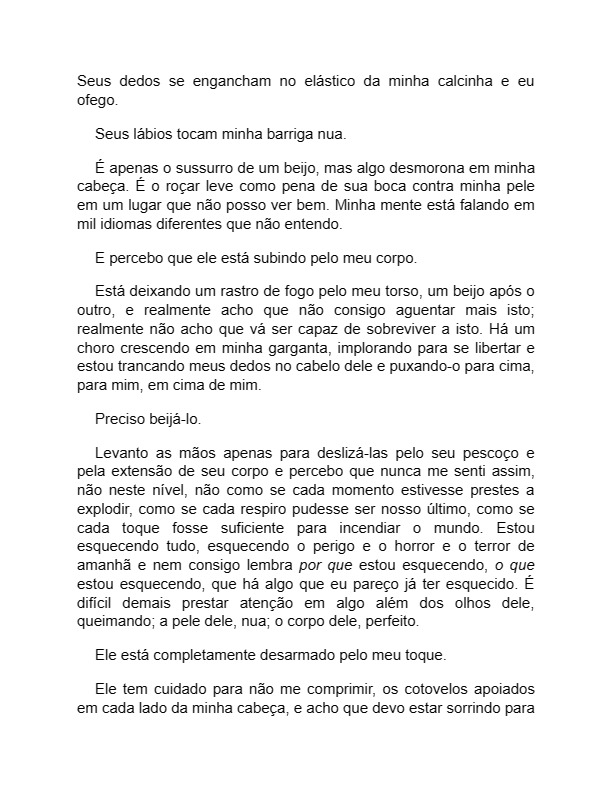 Seus dedos se engancham no elástico da minha calcinha e eu
ofego.
Seus lábios tocam minha barriga nua.
É apenas o sussurro de um beijo, mas algo desmorona em minha
cabeça. É o roçar leve como pena de sua boca contra minha pele
em um lugar que não posso ver bem. Minha mente está falando em
mil idiomas diferentes que não entendo.
E percebo que ele está subindo pelo meu corpo.
Está deixando um rastro de fogo pelo meu torso, um beijo após o
outro, e realmente acho que não consigo aguentar mais isto;
realmente não acho que vá ser capaz de sobreviver a isto. Há um
choro crescendo em minha garganta, implorando para se libertar e
estou trancando meus dedos no cabelo dele e puxando-o para cima,
para mim, em cima de mim.
Preciso beijá-lo.
Levanto as mãos apenas para deslizá-las pelo seu pescoço e
pela extensão de seu corpo e percebo que nunca me senti assim,
não neste nível, não como se cada momento estivesse prestes a
explodir, como se cada respiro pudesse ser nosso último, como se
cada toque fosse suficiente para incendiar o mundo. Estou
esquecendo tudo, esquecendo o perigo e o horror e o terror de
amanhã e nem consigo lembra por que estou esquecendo, o que
estou esquecendo, que há algo que eu pareço já ter esquecido. É
difícil demais prestar atenção em algo além dos olhos dele,
queimando; a pele dele, nua; o corpo dele, perfeito.
Ele está completamente desarmado pelo meu toque.
Ele tem cuidado para não me comprimir, os cotovelos apoiados
em cada lado da minha cabeça, e acho que devo estar sorrindo para